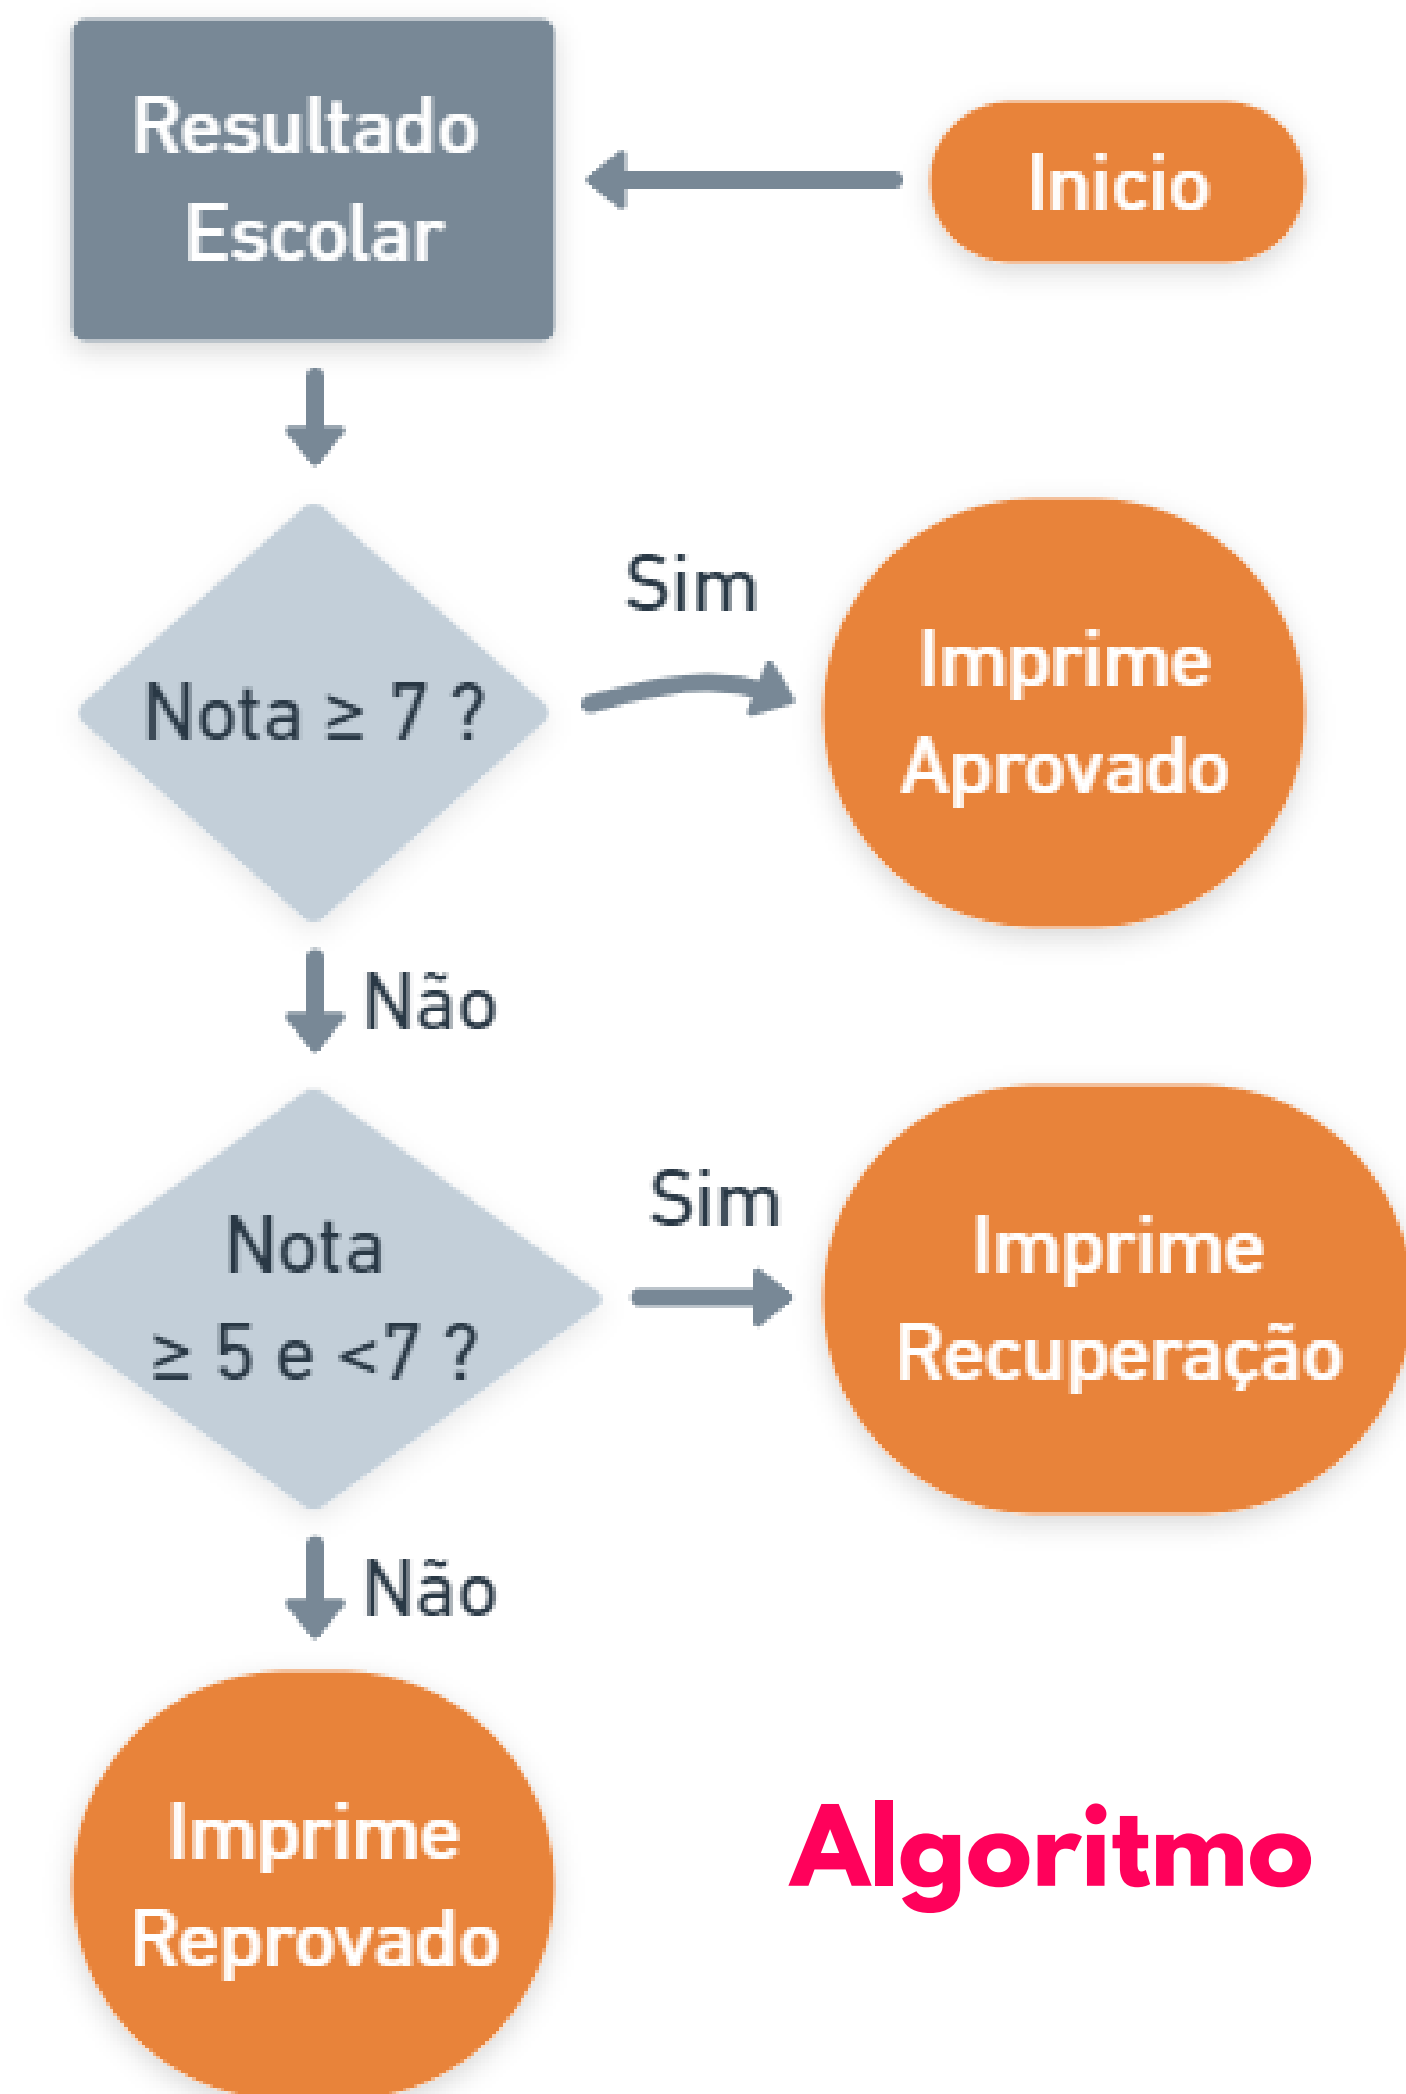 Resultado
Escolar
Inicio
Nota ≥ 7 ?
Sim
Imprime
Aprovado
Não
Nota
≥ 5 e <7 ?
Sim
Imprime
Recuperação
Não
Imprime
Reprovado
Algoritmo